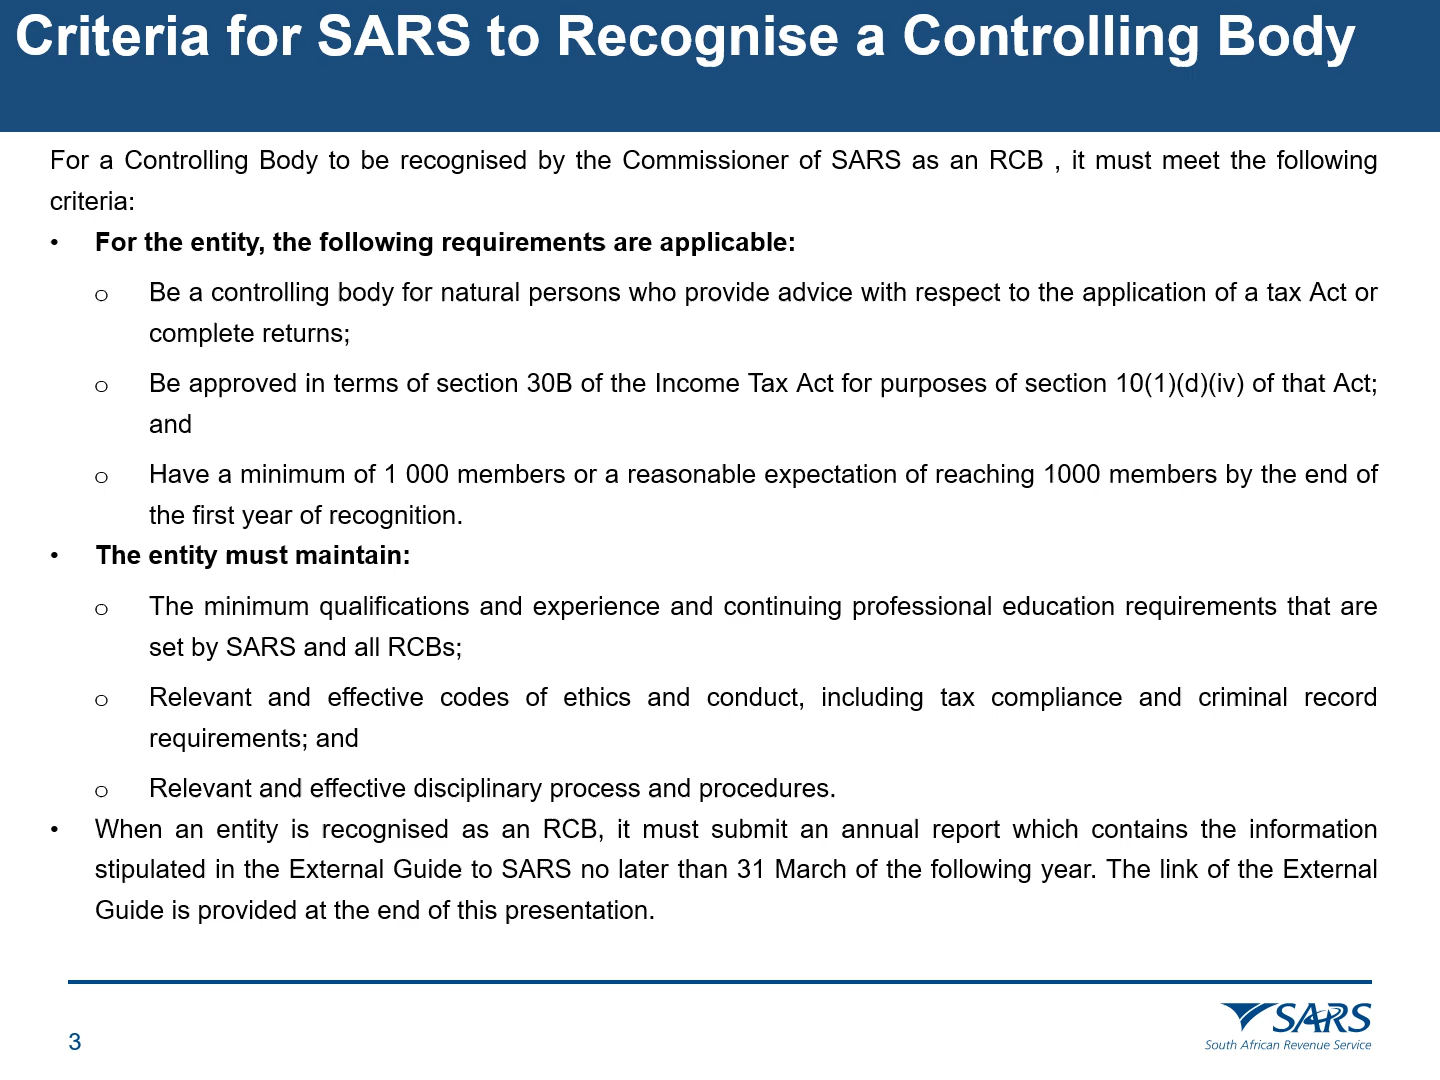 Criteria for SARS to Recognise a Controlling Body
For a Controlling Body to be recognised by the Commissioner of SARS as an RCB , it must meet the following
criteria:
• For the entity, the following requirements are applicable:
o Be a controlling body for natural persons who provide advice with respect to the application of a tax Act or
complete returns;
o Be approved in terms of section 30B of the Income Tax Act for purposes of section 10(1)(d)(iv) of that Act;
and
o Have a minimum of 1 000 members or a reasonable expectation of reaching 1000 members by the end of
the first year of recognition.
• The entity must maintain:
o The minimum qualifications and experience and continuing professional education requirements that are
set by SARS and all RCBs;
o Relevant and effective codes of ethics and conduct, including tax compliance and criminal record
requirements; and
o Relevant and effective disciplinary process and procedures.
• When an entity is recognised as an RCB, it must submit an annual report which contains the information
stipulated in the External Guide to SARS no later than 31 March of the following year. The link of the External
Guide is provided at the end of this presentation.
3
SARS
South African Revenue Service